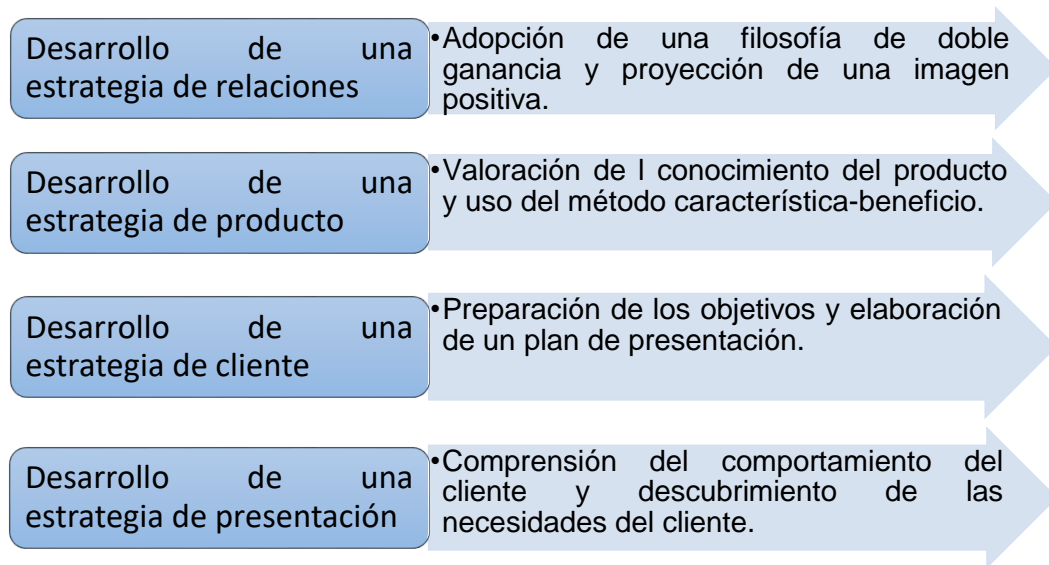 Desarrollo de una
estrategia de relaciones
•Adopción de una filosofía de doble
ganancia y proyección de una imagen
positiva.
Desarrollo de una
estrategia de producto
•Valoración de l conocimiento del producto
y uso del método característica-beneficio.
Desarrollo de una
estrategia de cliente
•Preparación de los objetivos y elaboración
de un plan de presentación.
Desarrollo de una
estrategia de presentación
•Comprensión del comportamiento del
cliente y descubrimiento de las
necesidades del cliente.